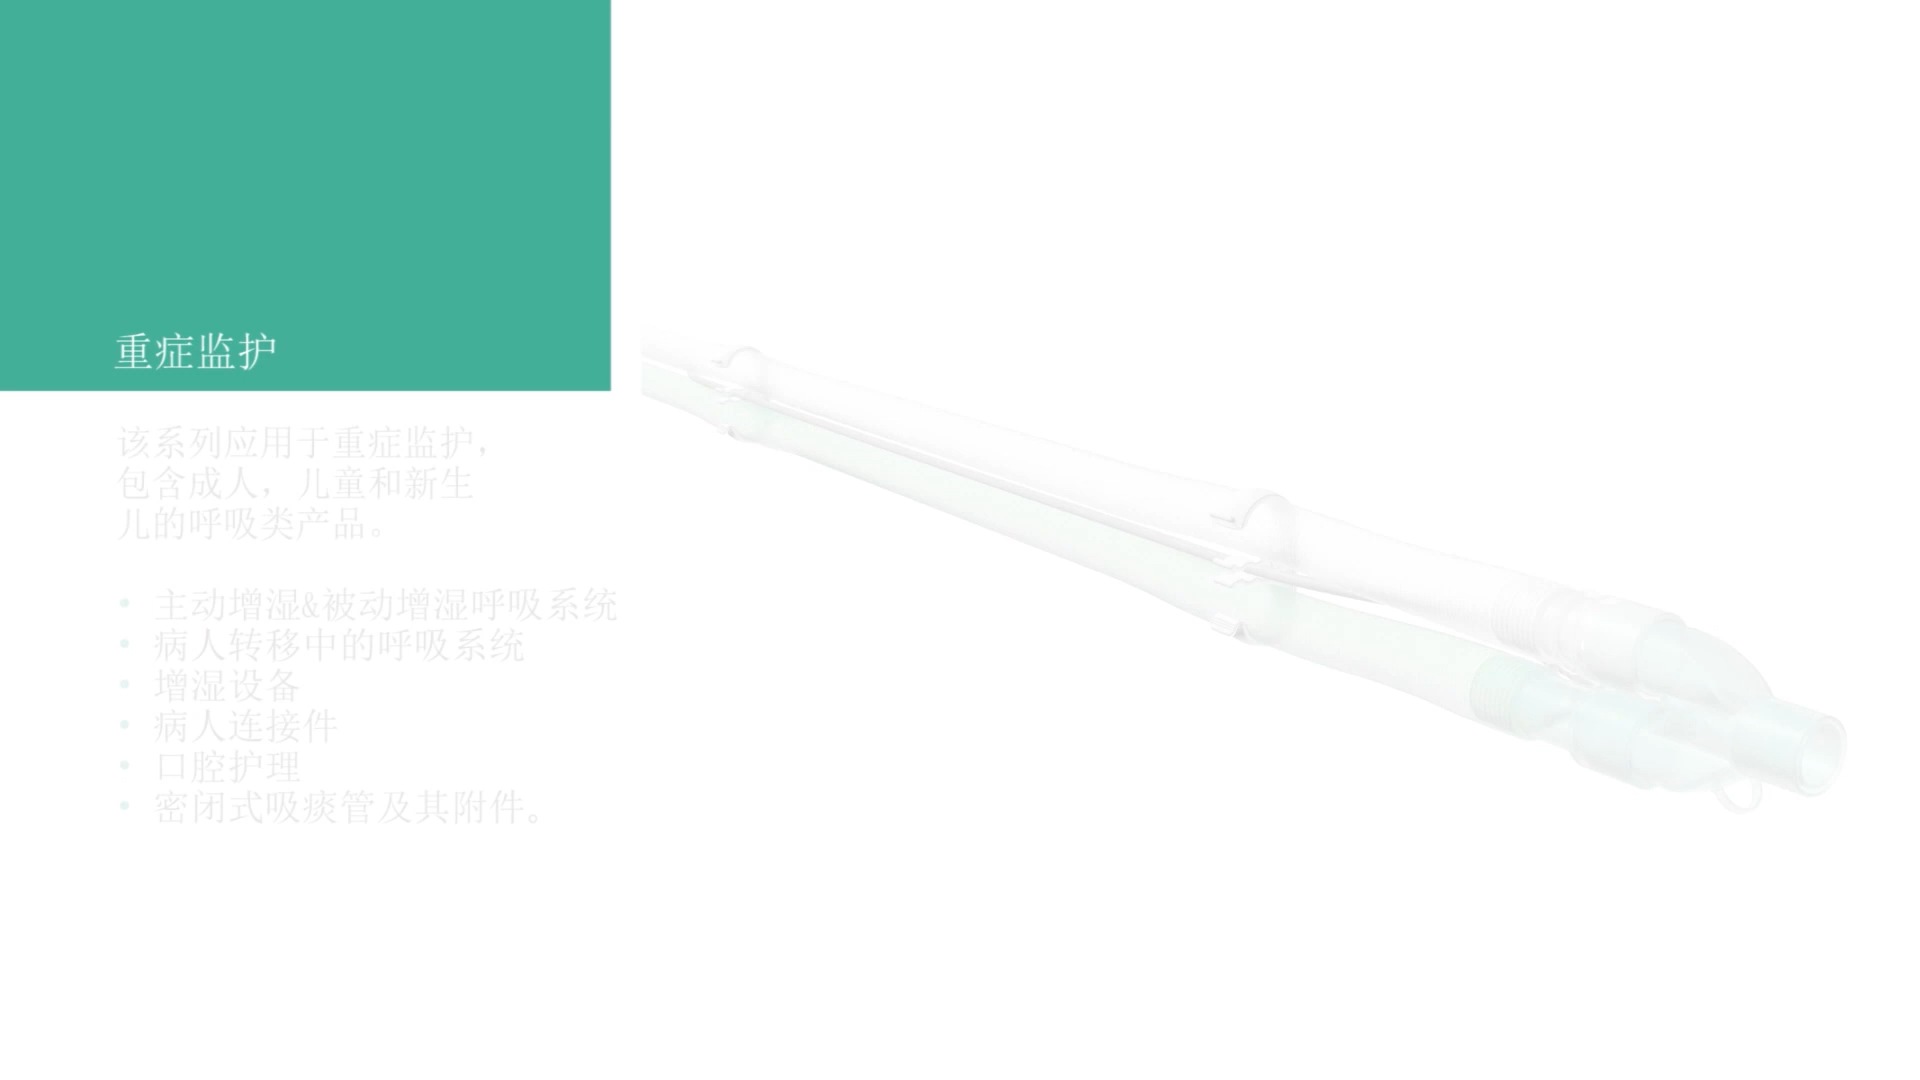 重症监护
该系列应用于重症监护，
包含成人，儿童和新生
儿的呼吸类产品。
• 主动增湿&被动增湿呼吸系统
• 病人转移中的呼吸系统
• 增湿设备
• 病人连接件
• 口腔护理
• 密闭式吸痰管及其附件。